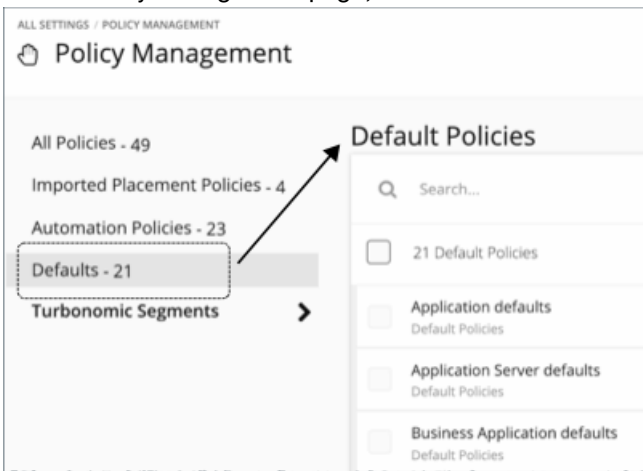 ALL SETTINGS / POLICY MANAGEMENT
Policy Management
All Policies - 49
Imported Placement Policies - 4
Automation Policies - 23
Defaults - 21
Turbonomic Segments
Default Policies
Search...
21 Default Policies
Application defaults
Default Policies
Application Server defaults
Default Policies
Business Application defaults
Default Policies